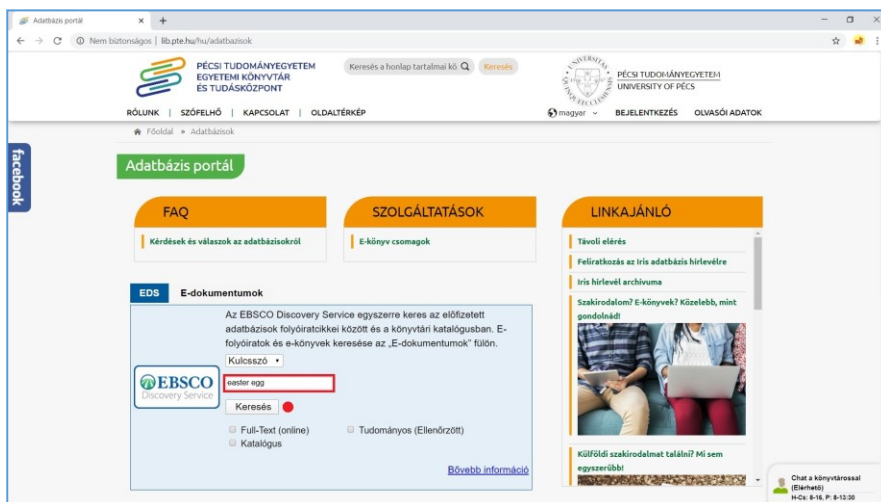 Adatbázis portál
Nem biztonságos | lib.pte.hu/hu/adatbazisok
PÉCSI TUDOMÁNYEGYETEM
EGYETEMI KÖNYVTÁR
ÉS TUDÁSKÖZPONT
Keresés a honlap tartalmai kö
Keresés
PÉCSI TUDOMÁNYEGYETEM
UNIVERSITY OF PÉCS
RÓLUNK | SZÓFELHŐ | KAPCSOLAT | OLDALTÉRKÉP
magyar BEJELENTKEZÉS OLVASÓI ADATOK
Főoldal » Adatbázisok
facebook
Adatbázis portál
FAQ
Kérdések és válaszok az adatbázisokról
SZOLGÁLTATÁSOK
E-könyv csomagok
LINKAJÁNLÓ
Távoli elérés
Feliratkozás az Iris adatbázis hírlevélre
Iris hírlevél archívuma
Szakirodalom? E-könyvek? Közelebb, mint
gondolnád!
Külföldi szakirodalmat találni? Mi sem
egyszerűbb!
EDS E-dokumentumok
Az EBSCO Discovery Service egyszerre keres az előfizetett
adatbázisok folyóiratcikkei között és a könyvtári katalógusban. E-
folyóiratok és e-könyvek keresése az „E-dokumentumok” fülön.
Kulcsszó
EBSCO
Discovery Service
easter egg
Keresés
Full-Text (online) Tudományos (Ellenőrzött)
Katalógus
Bővebb információ
Chat a könyvtárossal
(Elérhető)
H-Cs: 8-16, P: 8-13:30